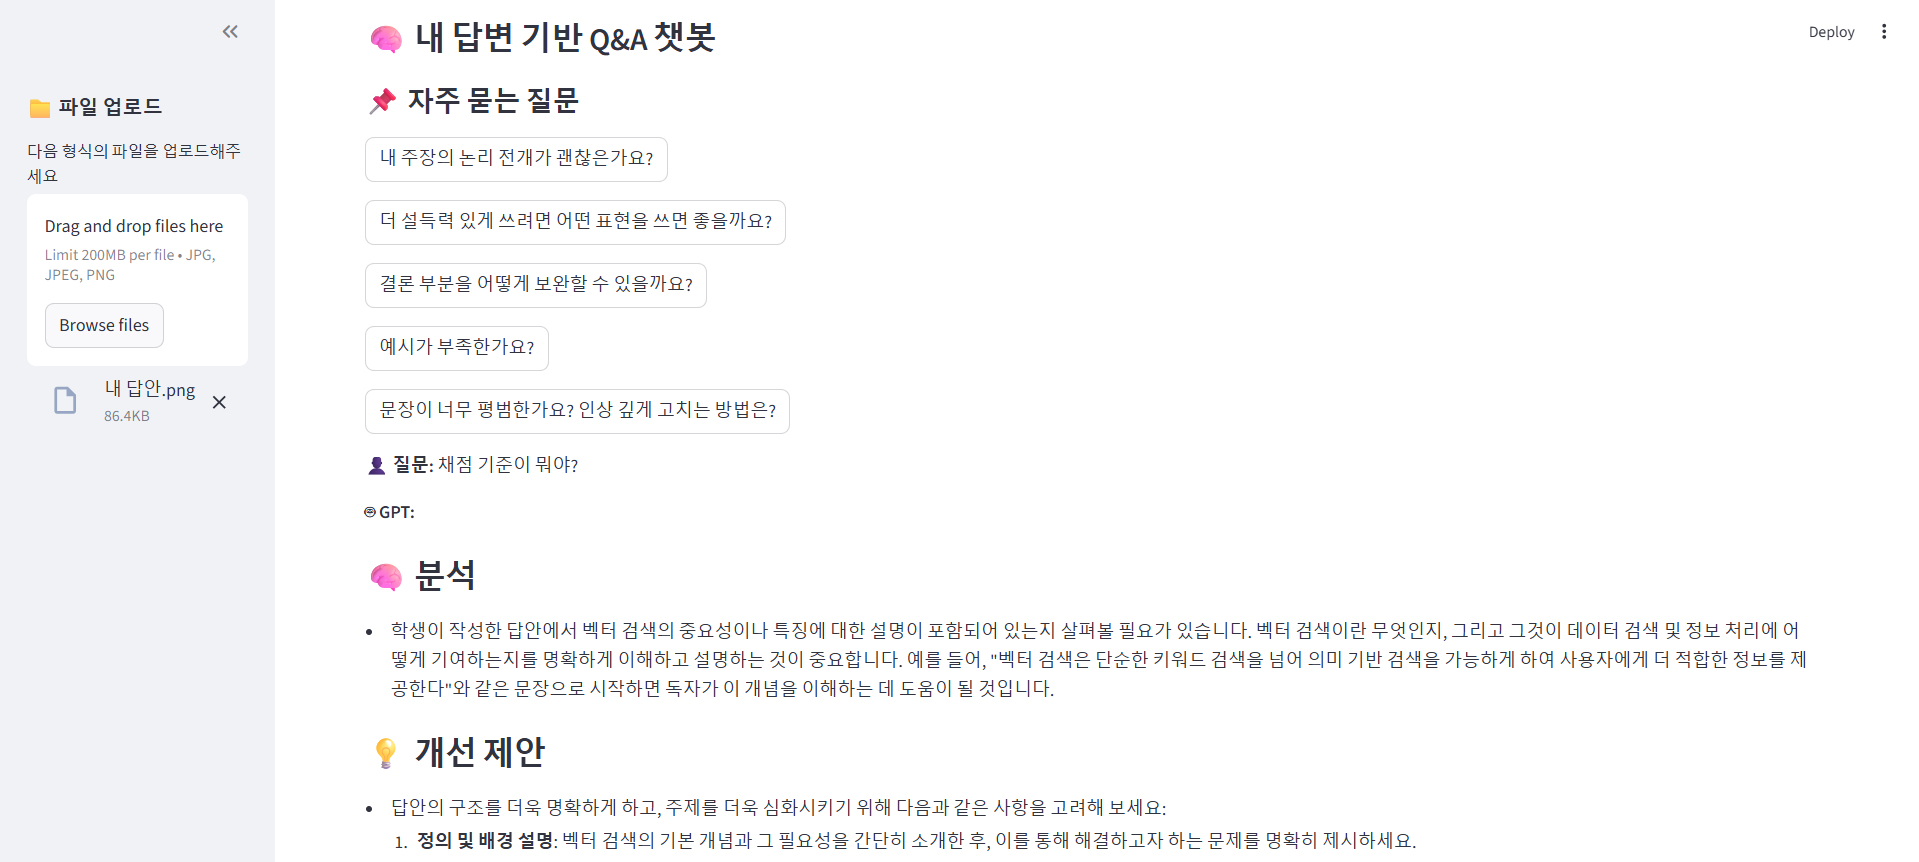 파일 업로드
다음 형식의 파일을 업로드해주
세요
Drag and drop files here
Limit 200MB per file • JPG,
JPEG, PNG
Browse files
내 답안.png
86.4KB
Deploy
내 답변 기반 Q&A 챗봇
자주 묻는 질문
내 주장의 논리 전개가 괜찮은가요?
더 설득력 있게 쓰려면 어떤 표현을 쓰면 좋을까요?
결론 부분을 어떻게 보완할 수 있을까요?
예시가 부족한가요?
문장이 너무 평범한가요? 인상 깊게 고치는 방법은?
질문: 채점 기준이 뭐야?
GPT:
분석
• 학생이 작성한 답안에서 벡터 검색의 중요성이나 특징에 대한 설명이 포함되어 있는지 살펴볼 필요가 있습니다. 벡터 검색이란 무엇인지, 그리고 그것이 데이터 검색 및 정보 처리에 어
떻게 기여하는지를 명확하게 이해하고 설명하는 것이 중요합니다. 예를 들어, "벡터 검색은 단순한 키워드 검색을 넘어 의미 기반 검색을 가능하게 하여 사용자에게 더 적합한 정보를 제
공한다"와 같은 문장으로 시작하면 독자가 이 개념을 이해하는 데 도움이 될 것입니다.
개선 제안
• 답안의 구조를 더욱 명확하게 하고, 주제를 더욱 심화시키기 위해 다음과 같은 사항을 고려해 보세요:
1. 정의 및 배경 설명: 벡터 검색의 기본 개념과 그 필요성을 간단히 소개한 후, 이를 통해 해결하고자 하는 문제를 명확히 제시하세요.